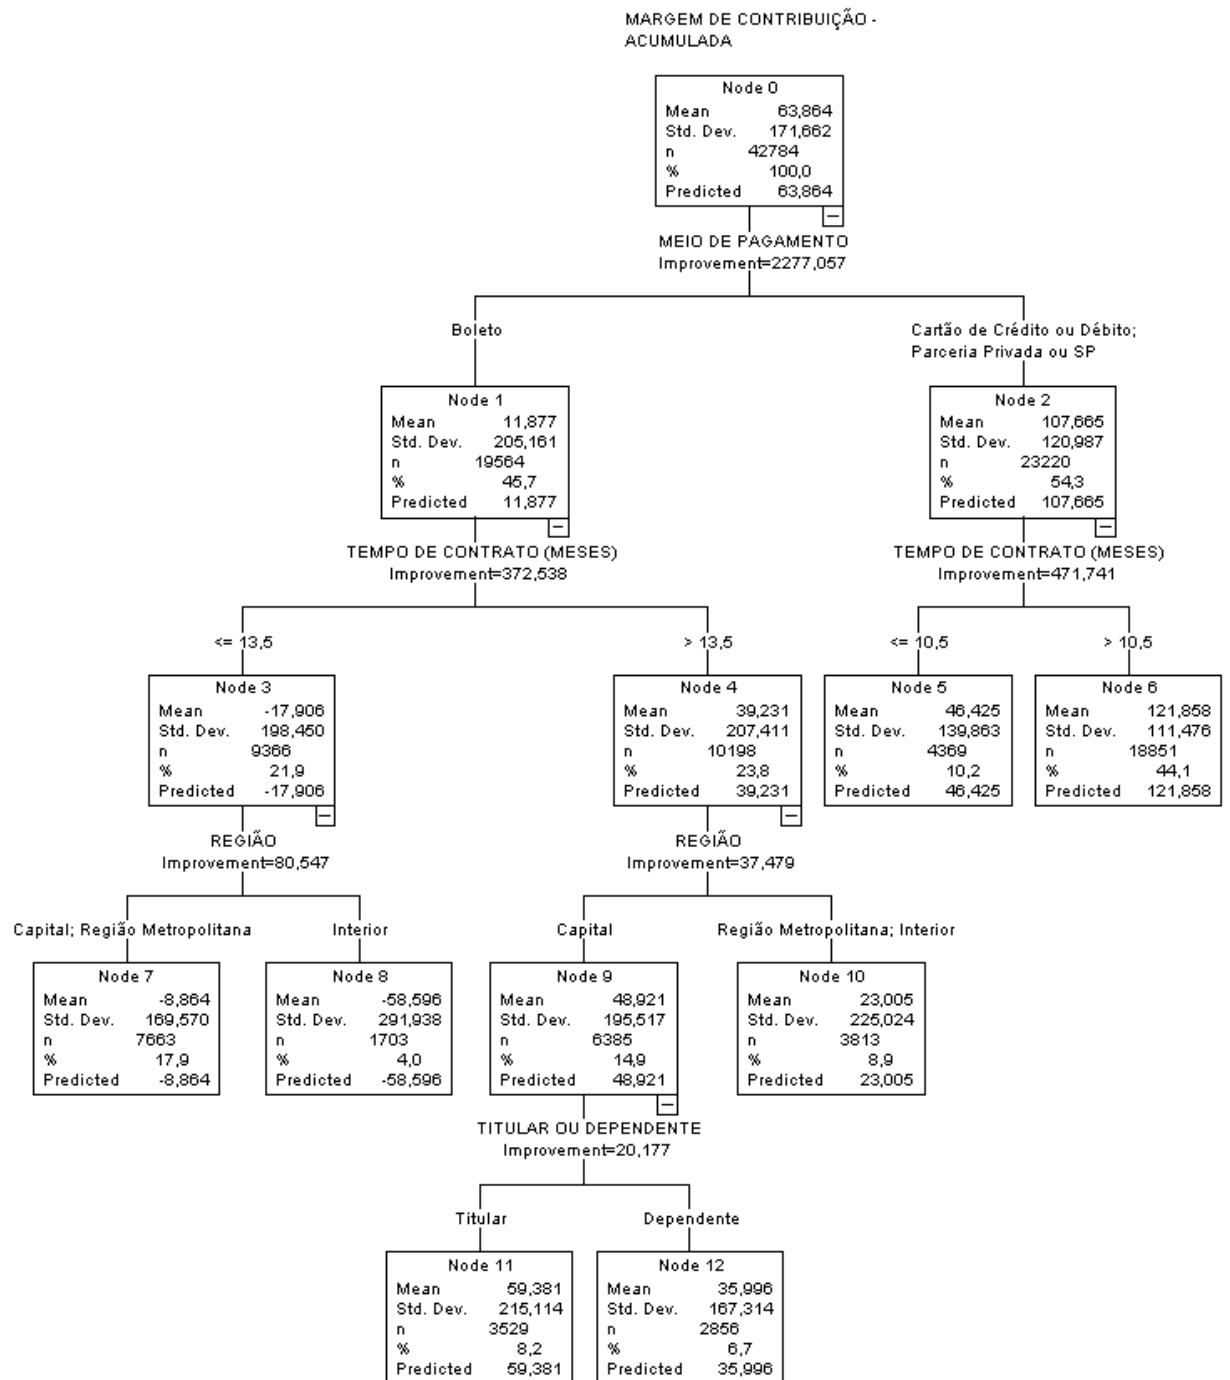 MARGEM DE CONTRIBUIÇÃO -
ACUMULADA
Node 0
Mean 63,864
Std. Dev. 171,662
n 42784
% 100,0
Predicted 63,864
MEIO DE PAGAMENTO
Improvement=2277,057
Boleto
Cartão de Crédito ou Débito;
Parceria Privada ou SP
Node 1
Mean 11,877
Std. Dev. 205,161
n 19564
% 45,7
Predicted 11,877
Node 2
Mean 107,665
Std. Dev. 120,987
n 23220
% 54,3
Predicted 107,665
TEMPO DE CONTRATO (MESES)
Improvement=372,538
TEMPO DE CONTRATO (MESES)
Improvement=471,741
<= 13,5
> 13,5
<= 10,5
> 10,5
Node 3
Mean -17,906
Std. Dev. 198,450
n 9366
% 21,9
Predicted -17,906
Node 4
Mean 39,231
Std. Dev. 207,411
n 10198
% 23,8
Predicted 39,231
Node 5
Mean 46,425
Std. Dev. 139,863
n 4369
% 10,2
Predicted 46,425
Node 6
Mean 121,858
Std. Dev. 111,476
n 18851
% 44,1
Predicted 121,858
REGIÃO
Improvement=80,547
REGIÃO
Improvement=37,479
Capital; Região Metropolitana
Interior
Capital
Região Metropolitana; Interior
Node 7
Mean -8,864
Std. Dev. 169,570
n 7663
% 17,9
Predicted -8,864
Node 8
Mean -58,596
Std. Dev. 291,938
n 1703
% 4,0
Predicted -58,596
Node 9
Mean 48,921
Std. Dev. 195,517
n 6385
% 14,9
Predicted 48,921
Node 10
Mean 23,005
Std. Dev. 225,024
n 3813
% 8,9
Predicted 23,005
TITULAR OU DEPENDENTE
Improvement=20,177
Titular
Dependente
Node 11
Mean 59,381
Std. Dev. 215,114
n 3529
% 8,2
Predicted 59,381
Node 12
Mean 35,996
Std. Dev. 167,314
n 2856
% 6,7
Predicted 35,996